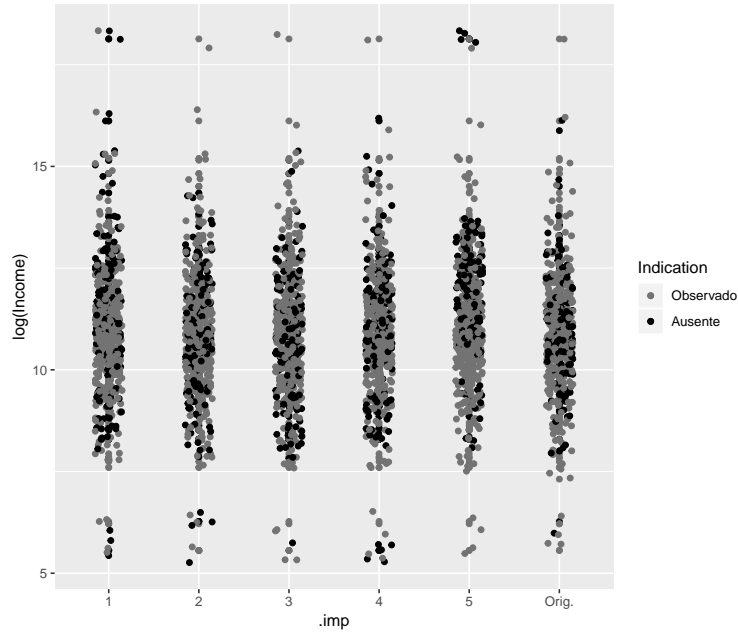 15
10
5
log(Income)
1 2 3 4 5 Orig.
.imp
Indication
Observado
Ausente